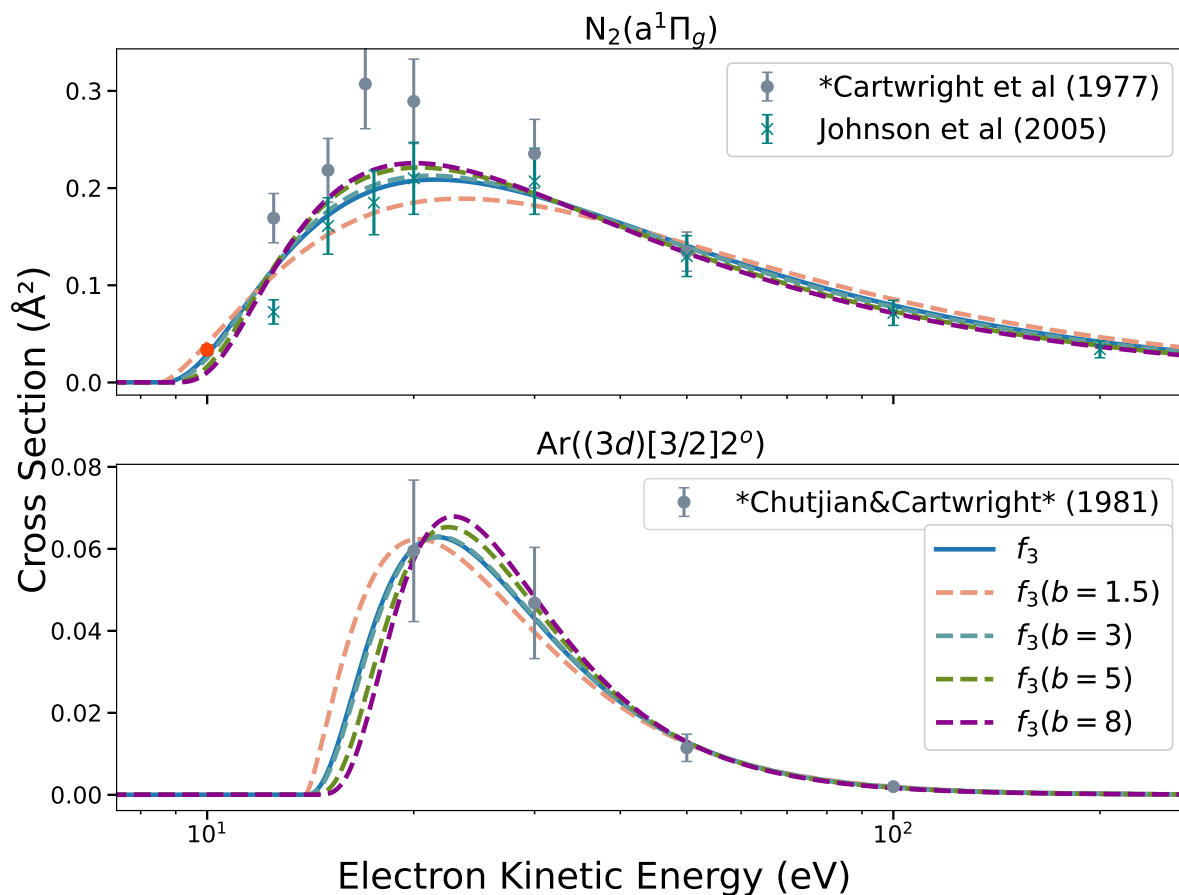 N₂(a¹Π_g)
*Cartwright et al (1977)
Johnson et al (2005)
0.3
0.2
0.1
0.0
Cross Section (Å²)
Ar((3d)[3/2]2ᵒ)
*Chutjian&Cartwright* (1981)
f₃
f₃(b = 1.5)
f₃(b = 3)
f₃(b = 5)
f₃(b = 8)
0.08
0.06
0.04
0.02
0.00
10¹
10²
Electron Kinetic Energy (eV)